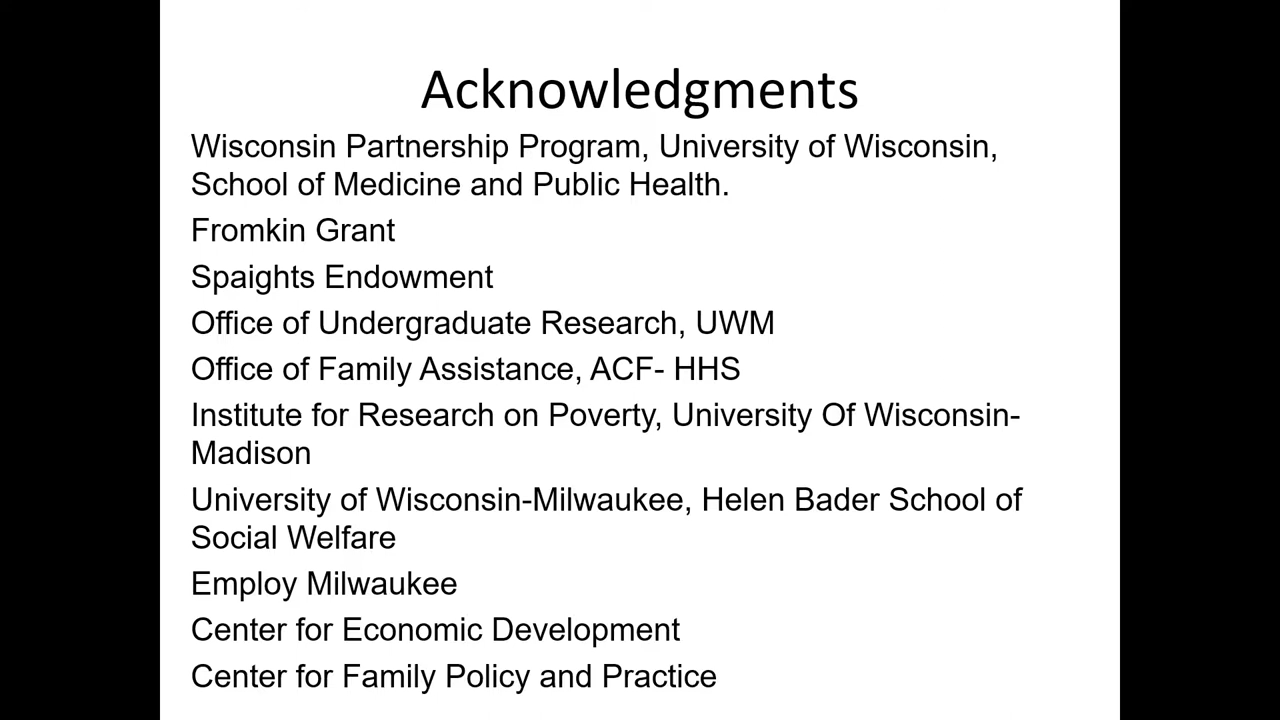 Acknowledgments
Wisconsin Partnership Program, University of Wisconsin,
School of Medicine and Public Health.
Fromkin Grant
Spaights Endowment
Office of Undergraduate Research, UWM
Office of Family Assistance, ACF- HHS
Institute for Research on Poverty, University Of Wisconsin-
Madison
University of Wisconsin-Milwaukee, Helen Bader School of
Social Welfare
Employ Milwaukee
Center for Economic Development
Center for Family Policy and Practice